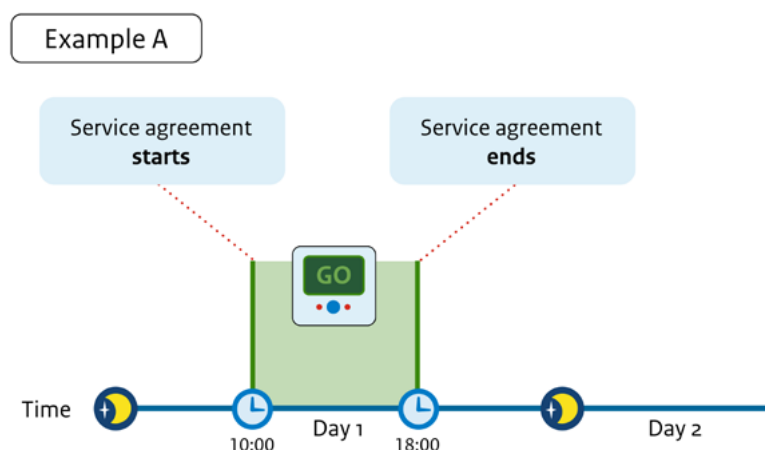 Example A
Service agreement
starts
Service agreement
ends
GO
Time
10:00
Day 1
18:00
Day 2